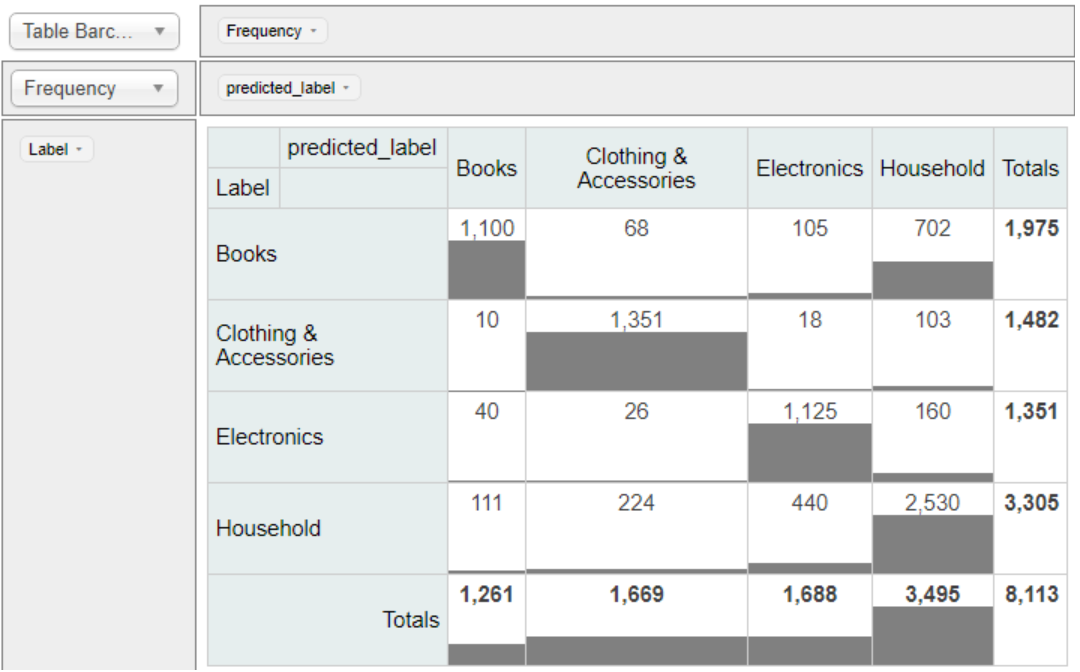 Table Barc...
Frequency
Frequency
predicted_label
Label
predicted_label
Label
Books
Clothing &
Accessories
Electronics
Household
Totals
Books
1,100
68
105
702
1,975
Clothing &
Accessories
10
1,351
18
103
1,482
Electronics
40
26
1,125
160
1,351
Household
111
224
440
2,530
3,305
Totals
1,261
1,669
1,688
3,495
8,113